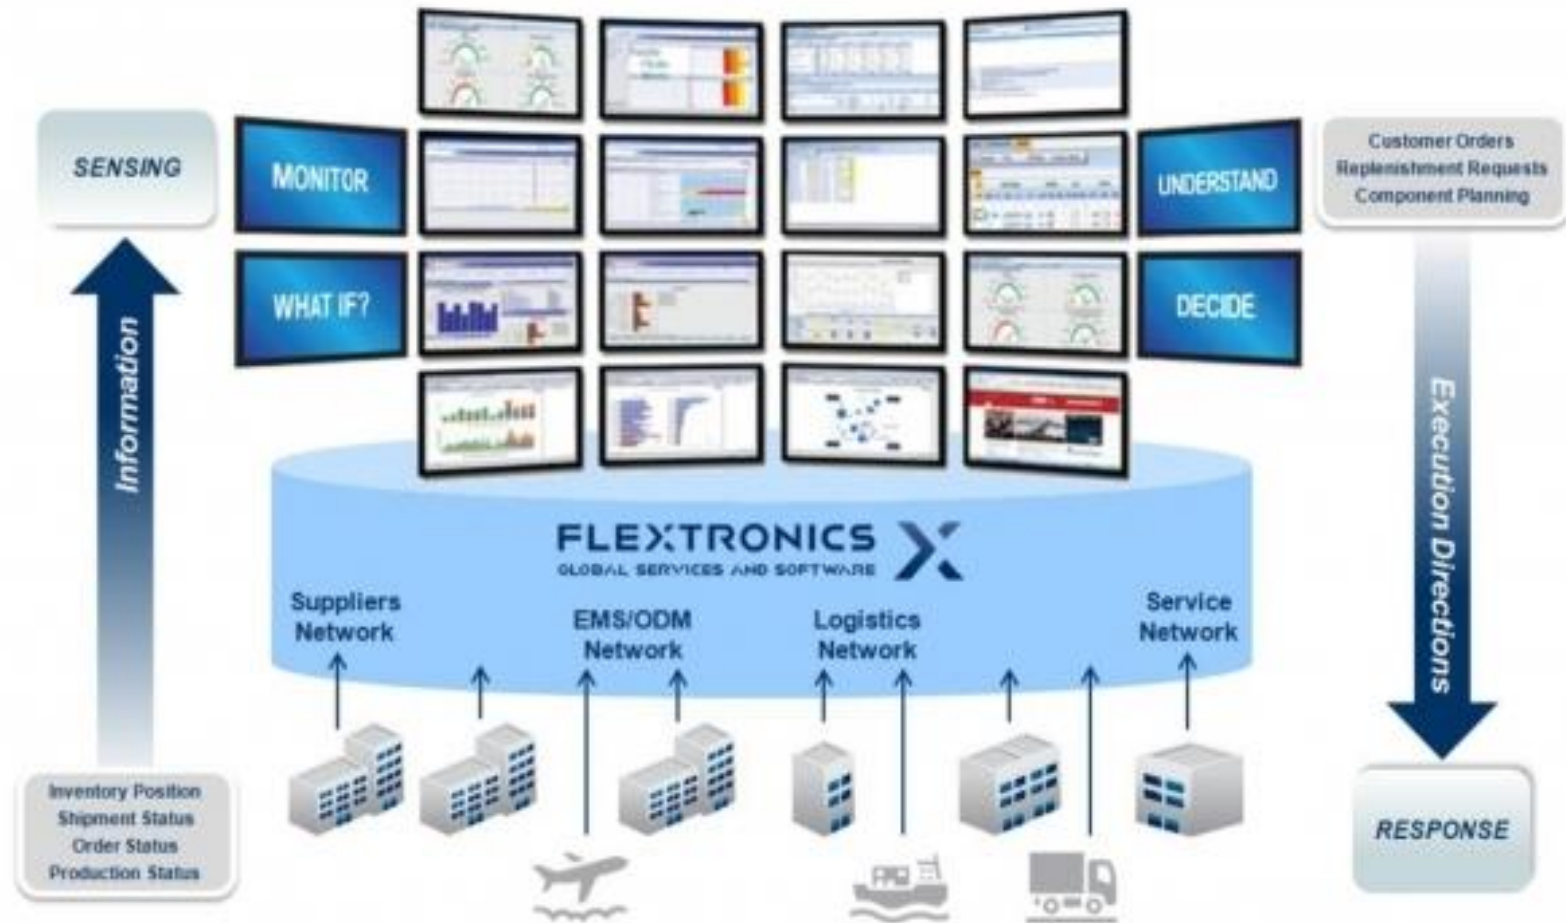 SENSING
MONITOR
WHAT IF?
UNDERSTAND
DECIDE
Customer Orders
Replenishment Requests
Component Planning
Information
Execution Directions
FLEXTRONICS X
GLOBAL SERVICES AND SOFTWARE
Suppliers
Network
EMS/ODM
Network
Logistics
Network
Service
Network
Inventory Position
Shipment Status
Order Status
Production Status
RESPONSE